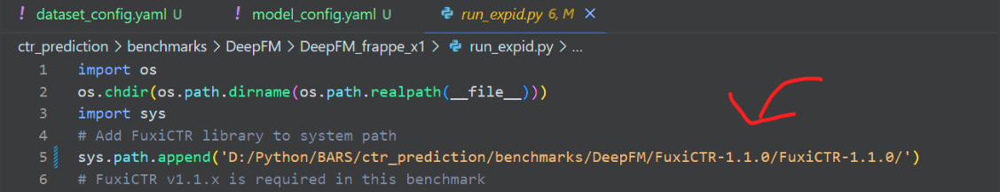 ! dataset_config.yaml U ! model_config.yaml U run_expid.py 6, M ×
ctr_prediction > benchmarks > DeepFM > DeepFM_frappe_x1 > run_expid.py > ...
1 import os
2 os.chdir(os.path.dirname(os.path.realpath(__file__)))
3 import sys
4 # Add FuxiCTR library to system path
5 sys.path.append('D:/Python/BARS/ctr_prediction/benchmarks/DeepFM/FuxiCTR-1.1.0/FuxiCTR-1.1.0/')
6 # FuxiCTR v1.1.x is required in this benchmark